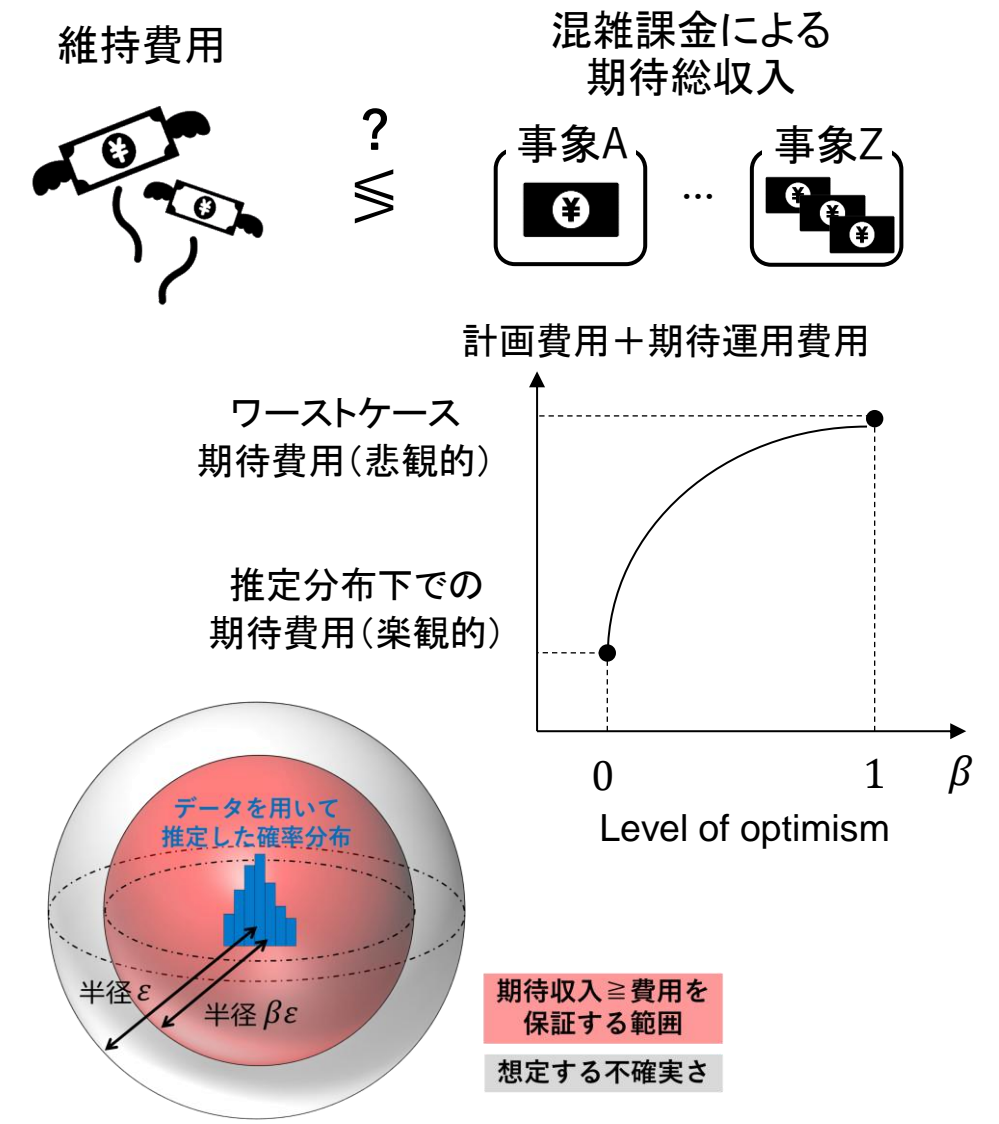 維持費用
混雑課金による
期待総収入
?
≦
事象A
¥
…
事象Z
¥
¥
¥
¥
¥
計画費用＋期待運用費用
ワーストケース
期待費用（悲観的）
推定分布下での
期待費用（楽観的）
0
1
β
Level of optimism
データを用いて
推定した確率分布
半径 ε
半径 βε
期待収入≧費用を
保証する範囲
想定する不確実さ